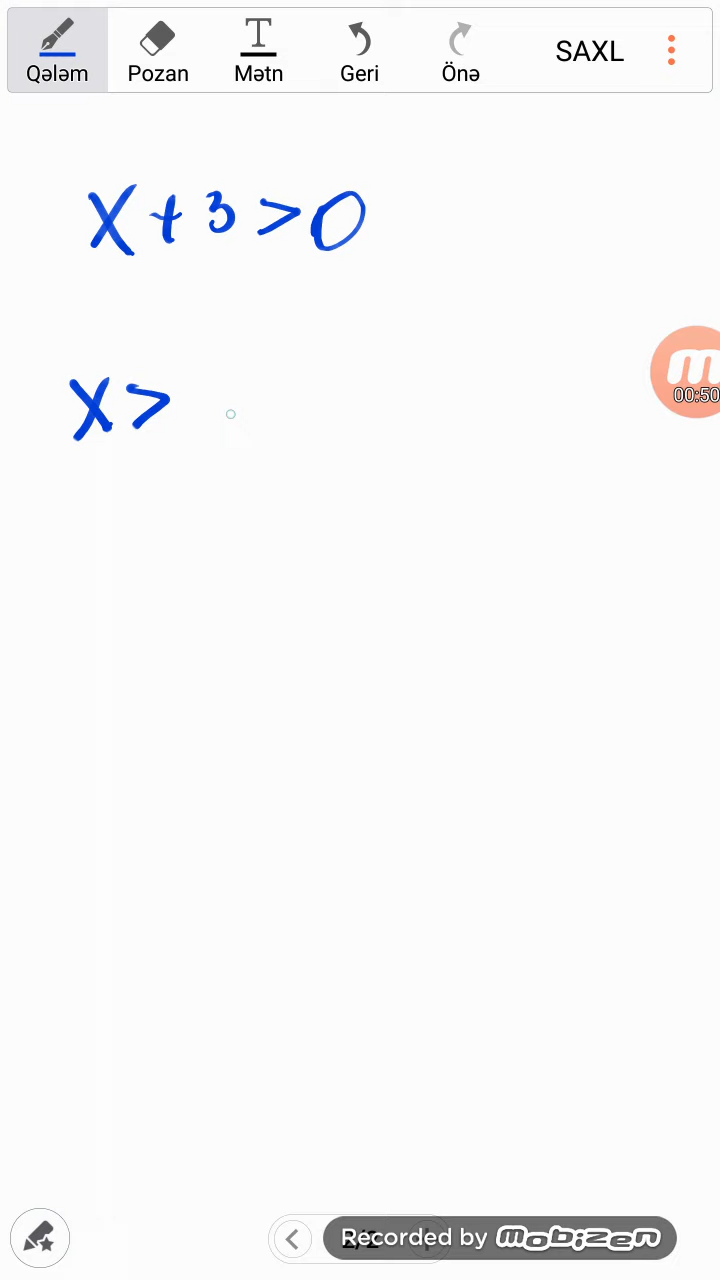 Qələm Pozan Mətn Geri Önə SAXL
x + 3 > 0
x >
00:50
Recorded by mobizen